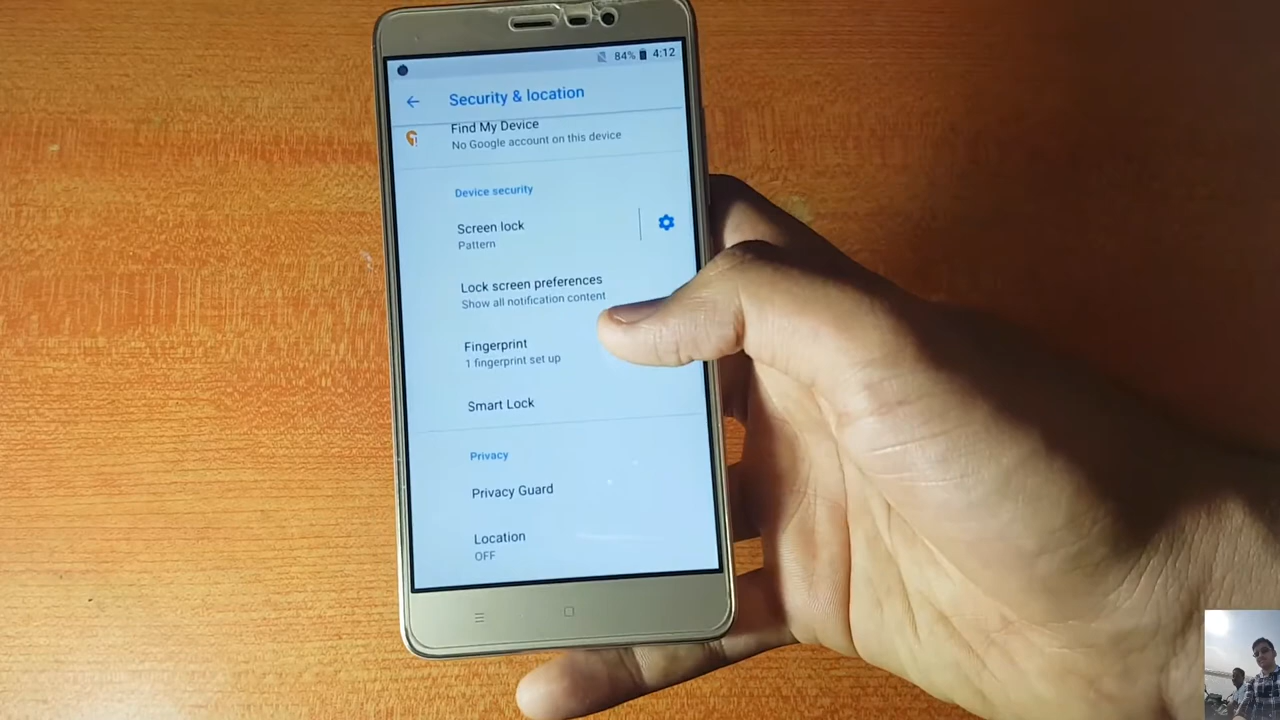 84% 4:12
Security & location
Find My Device
No Google account on this device
Device security
Screen lock
Pattern
Lock screen preferences
Show all notification content
Fingerprint
1 fingerprint set up
Smart Lock
Privacy
Privacy Guard
Location
OFF